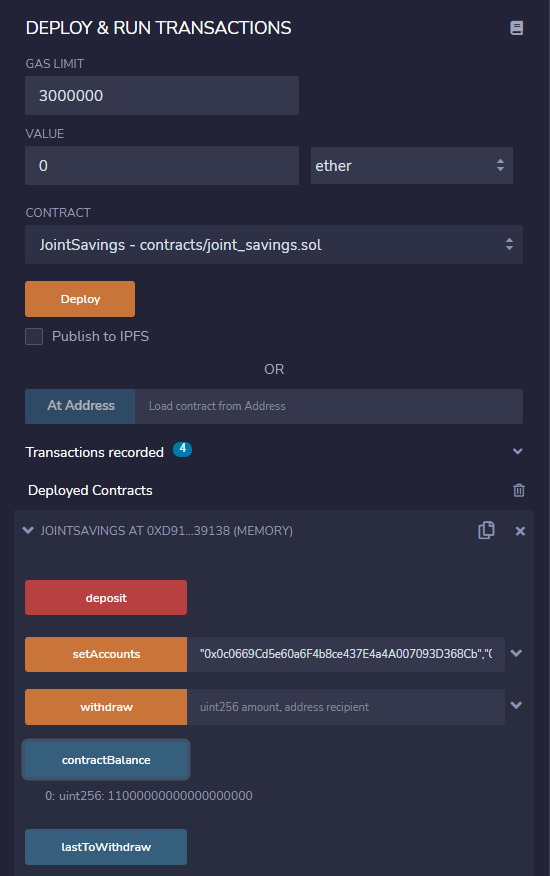 DEPLOY & RUN TRANSACTIONS
GAS LIMIT
3000000
VALUE
0 ether
CONTRACT
JointSavings - contracts/joint_savings.sol
Deploy
Publish to IPFS
OR
At Address Load contract from Address
Transactions recorded 4
Deployed Contracts
JOINTSAVINGS AT 0XD91...39138 (MEMORY)
deposit
setAccounts "0x0c0669Cd5e60a6F4b8ce437E4a4A007093D368Cb","0
withdraw uint256 amount, address recipient
contractBalance
0: uint256: 11000000000000000000
lastToWithdraw